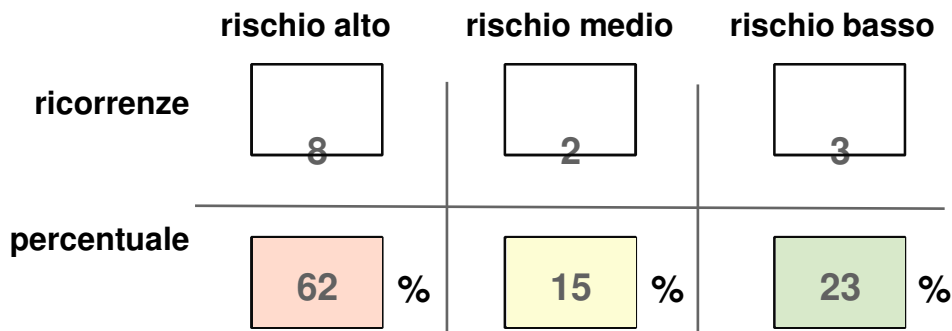 rischio alto rischio medio rischio basso
ricorrenze
8 2 3
percentuale
62 % 15 % 23 %